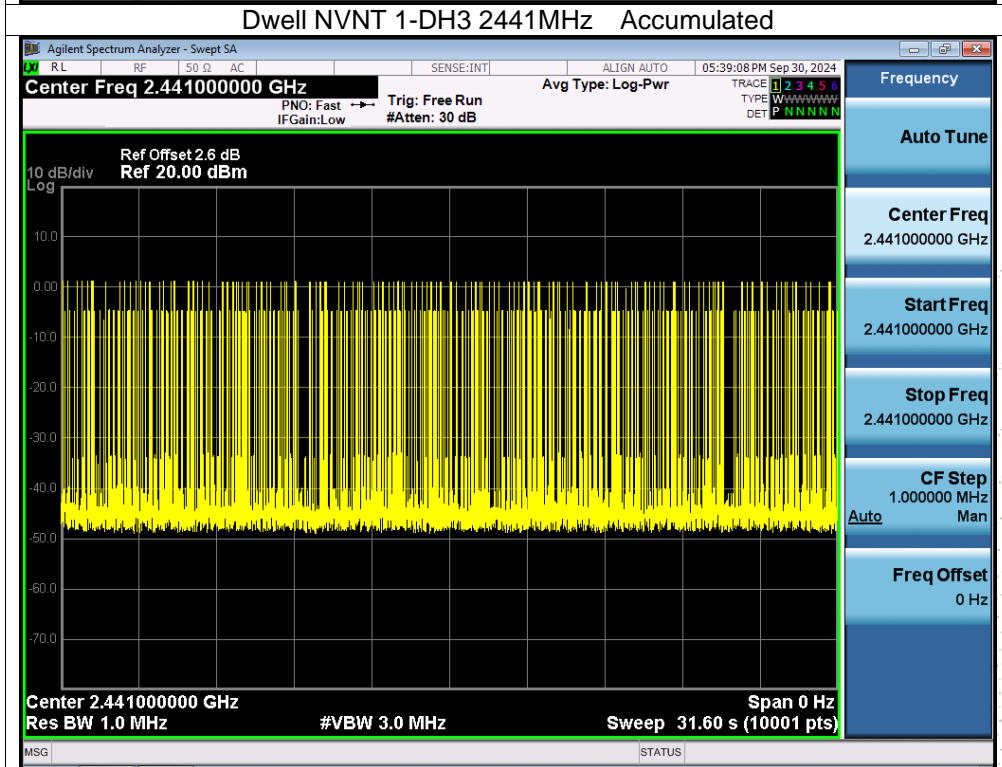 Dwell NVNT 1-DH3 2441MHz Accumulated
Agilent Spectrum Analyzer - Swept SA
LXI RL RF 50 Ω AC SENSE:INT ALIGN AUTO 05:39:08 PM Sep 30, 2024
Center Freq 2.441000000 GHz
PNO: Fast
IFGain:Low
Trig: Free Run
#Atten: 30 dB
Avg Type: Log-Pwr
TRACE 1 2 3 4 5 6
TYPE WWWWWW
DET P N N N N N
Ref Offset 2.6 dB
10 dB/div Ref 20.00 dBm
Log
10.0
0.00
-10.0
-20.0
-30.0
-40.0
-50.0
-60.0
-70.0
Center 2.441000000 GHz Span 0 Hz
Res BW 1.0 MHz #VBW 3.0 MHz Sweep 31.60 s (10001 pts)
MSG STATUS
Frequency
Auto Tune
Center Freq
2.441000000 GHz
Start Freq
2.441000000 GHz
Stop Freq
2.441000000 GHz
CF Step
1.000000 MHz
Auto Man
Freq Offset
0 Hz